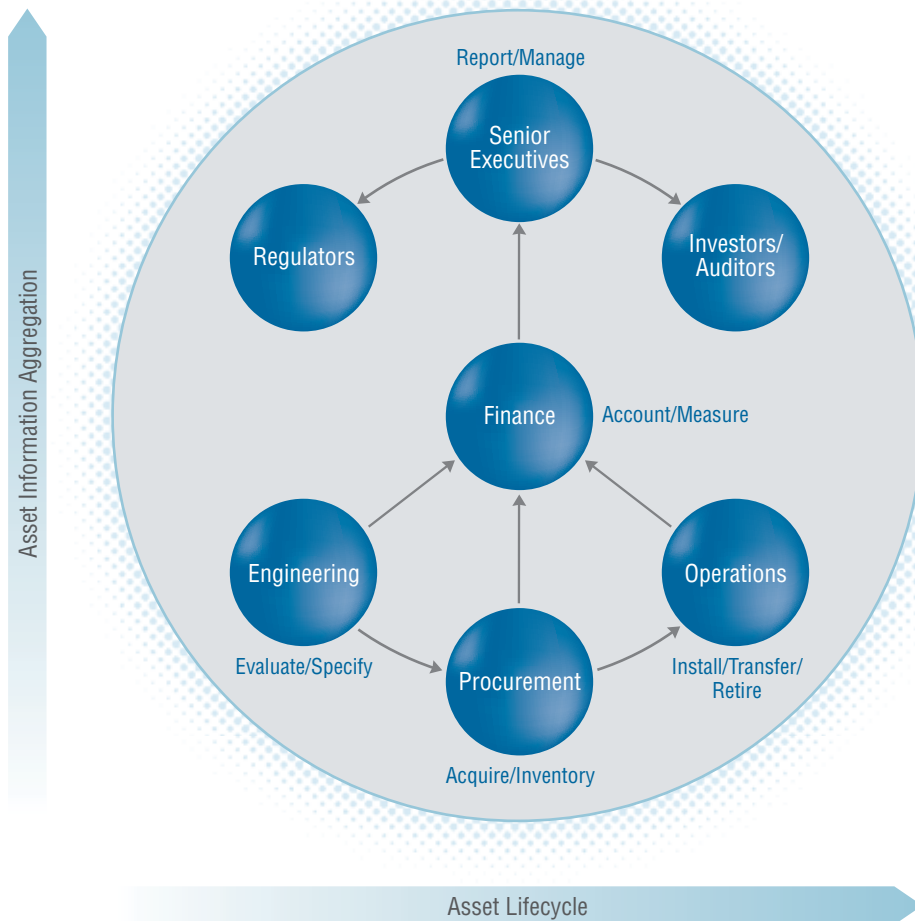 Report/Manage
Senior
Executives
Regulators
Investors/
Auditors
Asset Information Aggregation
Finance
Account/Measure
Engineering
Operations
Evaluate/Specify
Procurement
Install/Transfer/
Retire
Acquire/Inventory
Asset Lifecycle